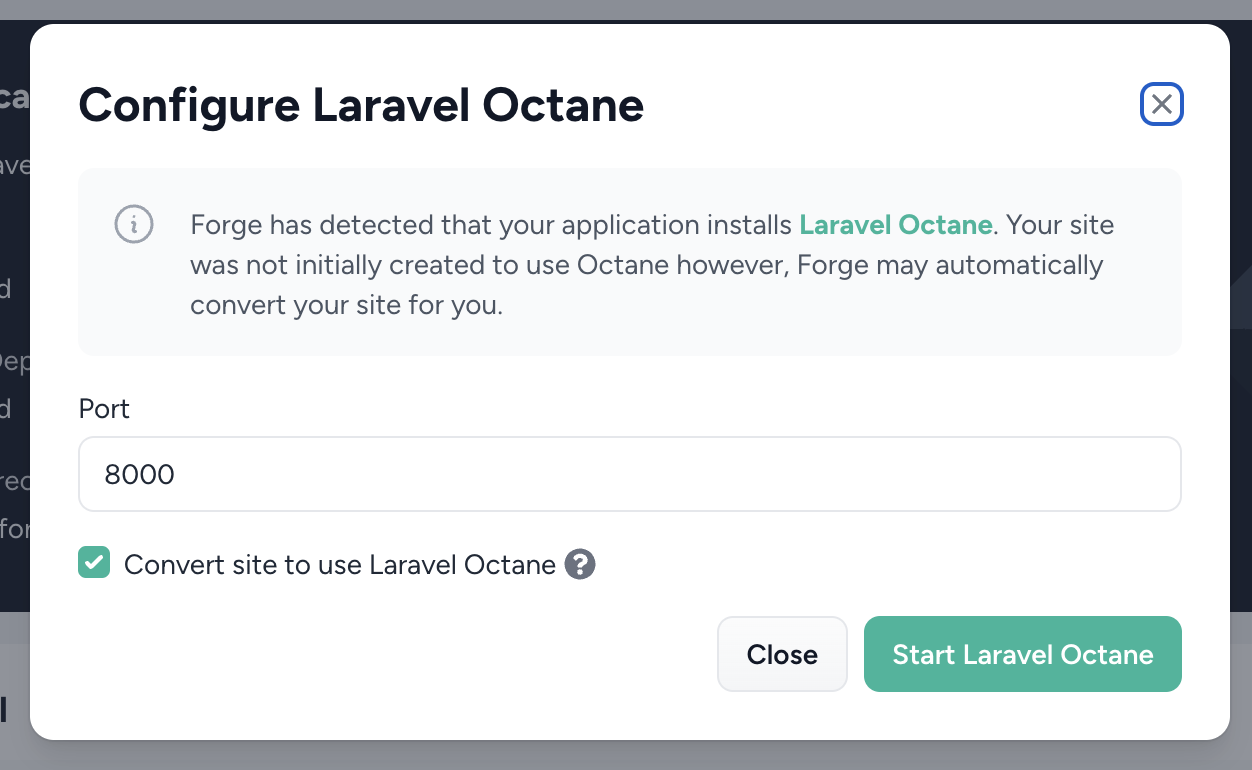 Configure Laravel Octane
Forge has detected that your application installs Laravel Octane. Your site
was not initially created to use Octane however, Forge may automatically
convert your site for you.
Port
8000
Convert site to use Laravel Octane
Close
Start Laravel Octane